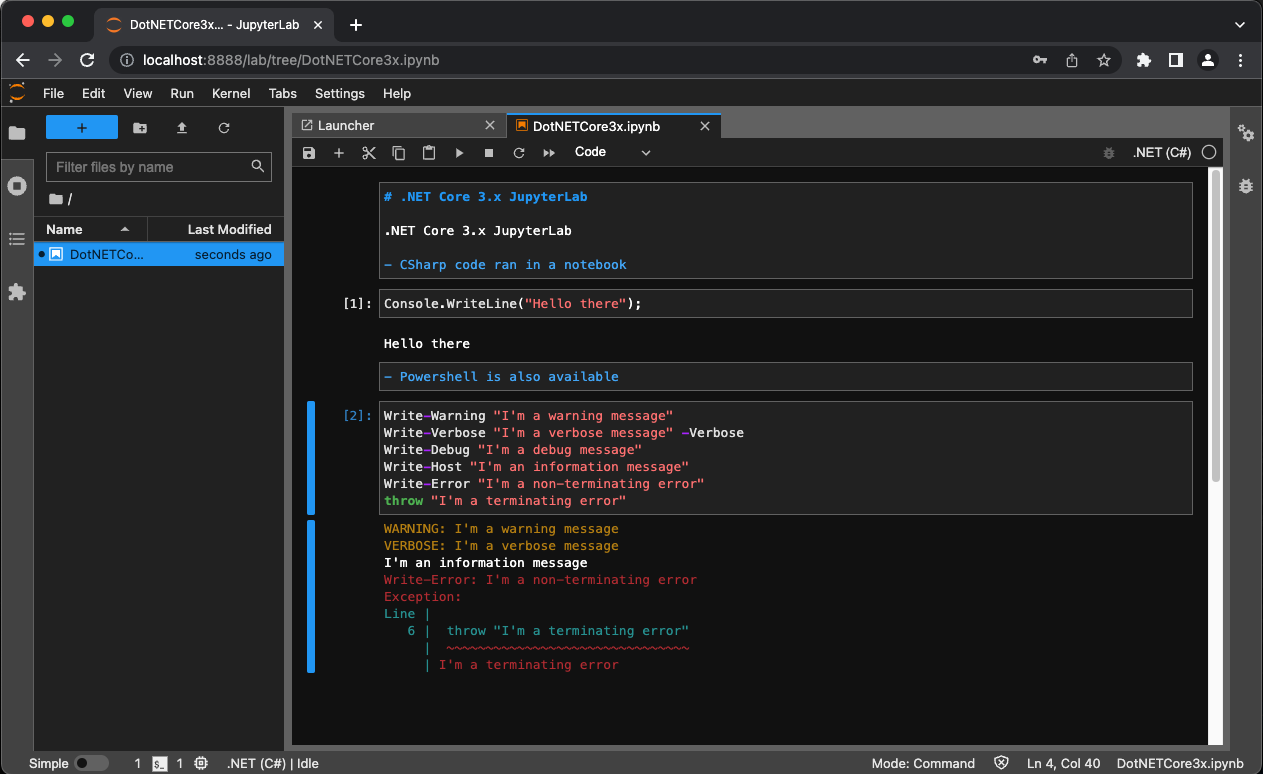 DotNETCore3x... - JupyterLab
localhost:8888/lab/tree/DotNETCore3x.ipynb
File Edit View Run Kernel Tabs Settings Help
Filter files by name
/
Name Last Modified
DotNETCo... seconds ago
Launcher DotNETCore3x.ipynb
Code .NET (C#)
# .NET Core 3.x JupyterLab
.NET Core 3.x JupyterLab
- CSharp code ran in a notebook
[1]: Console.WriteLine("Hello there");
Hello there
- Powershell is also available
[2]: Write-Warning "I'm a warning message"
Write-Verbose "I'm a verbose message" -Verbose
Write-Debug "I'm a debug message"
Write-Host "I'm an information message"
Write-Error "I'm a non-terminating error"
throw "I'm a terminating error"
WARNING: I'm a warning message
VERBOSE: I'm a verbose message
I'm an information message
Write-Error: I'm a non-terminating error
Exception:
Line |
6 | throw "I'm a terminating error"
| ~~~~~~~~~~~~~~~~~~~~~~~~~~~~~~~
| I'm a terminating error
Simple 1 $_ 1 .NET (C#) | Idle Mode: Command Ln 4, Col 40 DotNETCore3x.ipynb